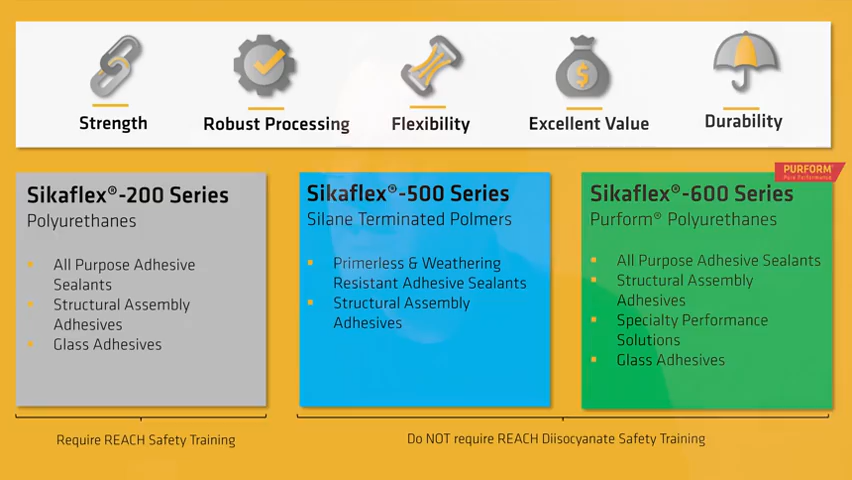 Strength
Robust Processing
Flexibility
Excellent Value
Durability
$
PURFORM®
Pure Performance
Sikaflex®-200 Series
Polyurethanes
All Purpose Adhesive
Sealants
Structural Assembly
Adhesives
Glass Adhesives
Sikaflex®-500 Series
Silane Terminated Polmers
Primerless & Weathering
Resistant Adhesive Sealants
Structural Assembly
Adhesives
Sikaflex®-600 Series
Purform® Polyurethanes
All Purpose Adhesive Sealants
Structural Assembly
Adhesives
Specialty Performance
Solutions
Glass Adhesives
Require REACH Safety Training
Do NOT require REACH Diisocyanate Safety Training